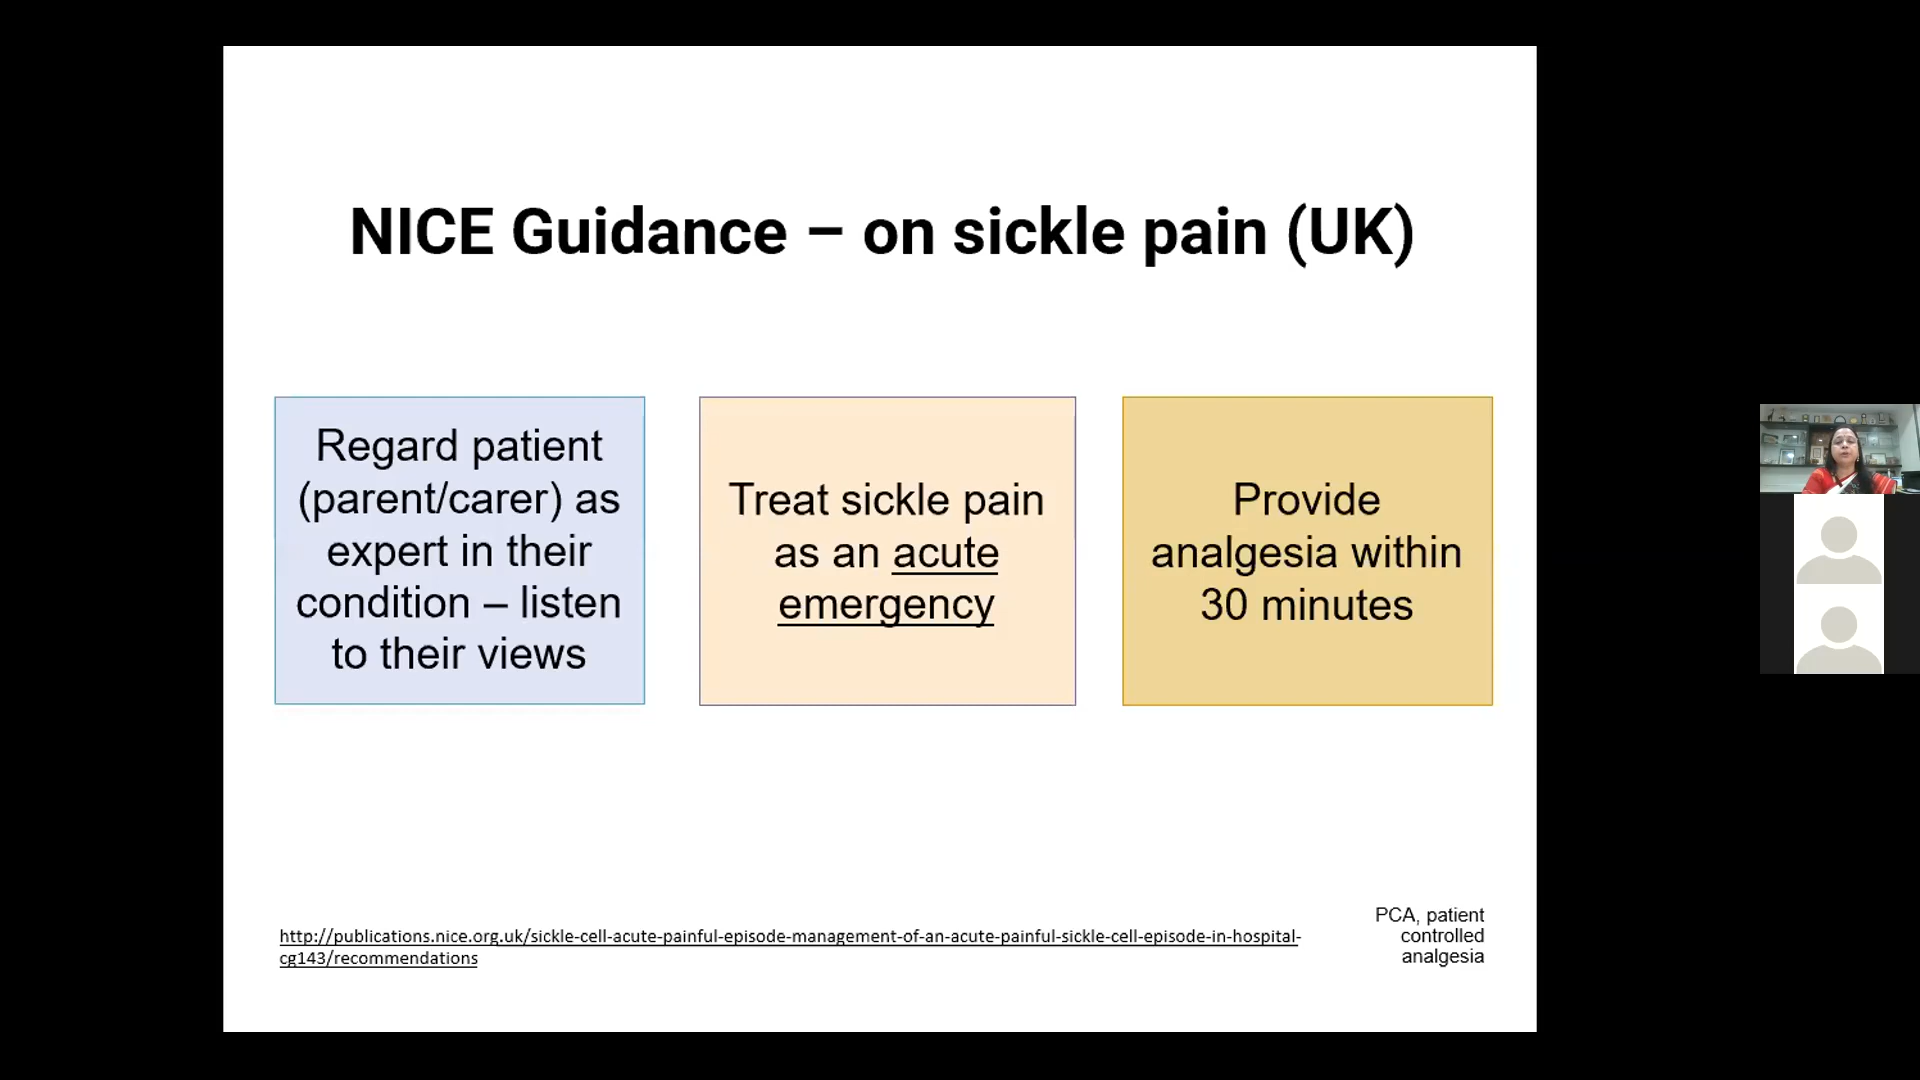 NICE Guidance – on sickle pain (UK)
Regard patient
(parent/carer) as
expert in their
condition – listen
to their views
Treat sickle pain
as an acute
emergency
Provide
analgesia within
30 minutes
http://publications.nice.org.uk/sickle-cell-acute-painful-episode-management-of-an-acute-painful-sickle-cell-episode-in-hospital-
cg143/recommendations
PCA, patient
controlled
analgesia